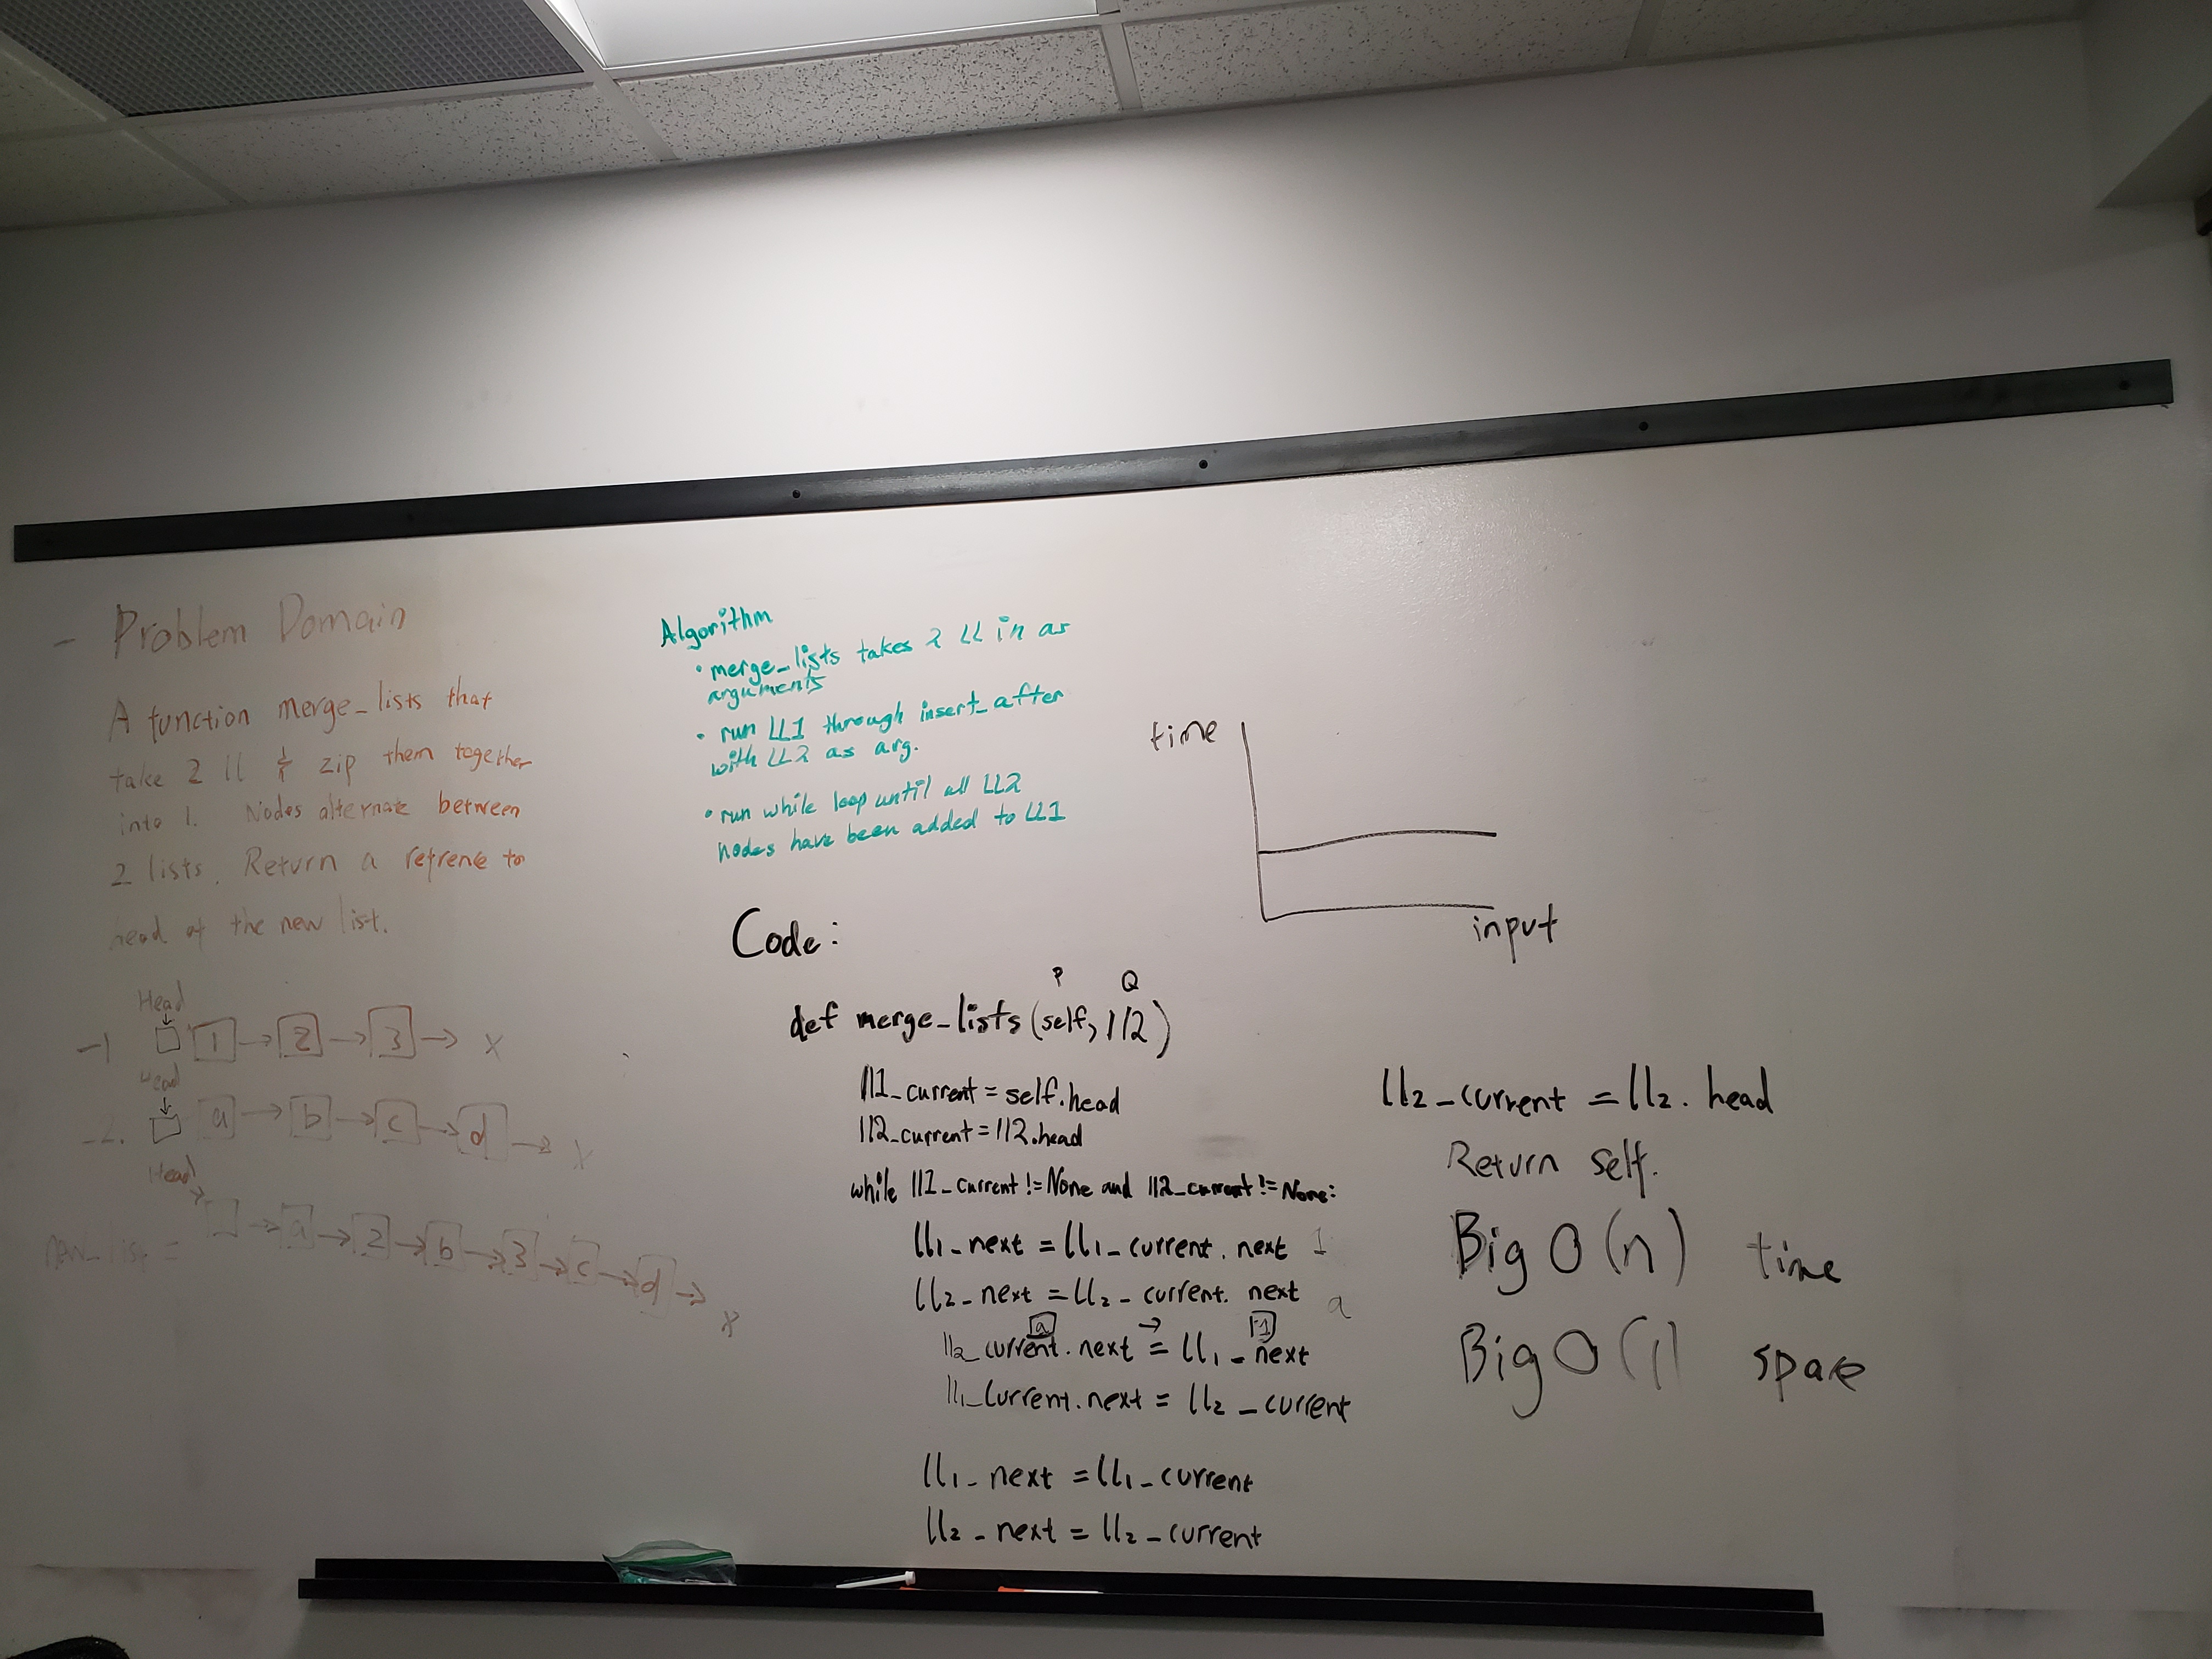 - Problem Domain
A function merge_lists that
take 2 ll & zip them together
into 1. Nodes alternate between
2 lists. Return a refrene to
head of the new list.
Head
-1 1 → 2 → 3 → X
Head
-2. a → b → c → d → X
Head
new_list = → a → 2 → b → 3 → c → d → X
Algorithm
• merge_lists takes 2 LL in as
arguments
• run LL1 through insert_after
with LL2 as arg.
• run while loop until all LL2
nodes have been added to LL1
time
input
Code:
P Q
def merge_lists(self, ll2)
ll1_current = self.head
ll2_current = ll2.head
while ll1_current != None and ll2_current != None:
ll1_next = ll1_current.next 1
ll2_next = ll2_current.next a
a → 1
ll2_current.next = ll1_next
ll1_current.next = ll2_current
ll1_next = ll1_current
ll2_next = ll2_current
ll2_current = ll2.head
Return self.
Big O(n) time
Big O(1) space